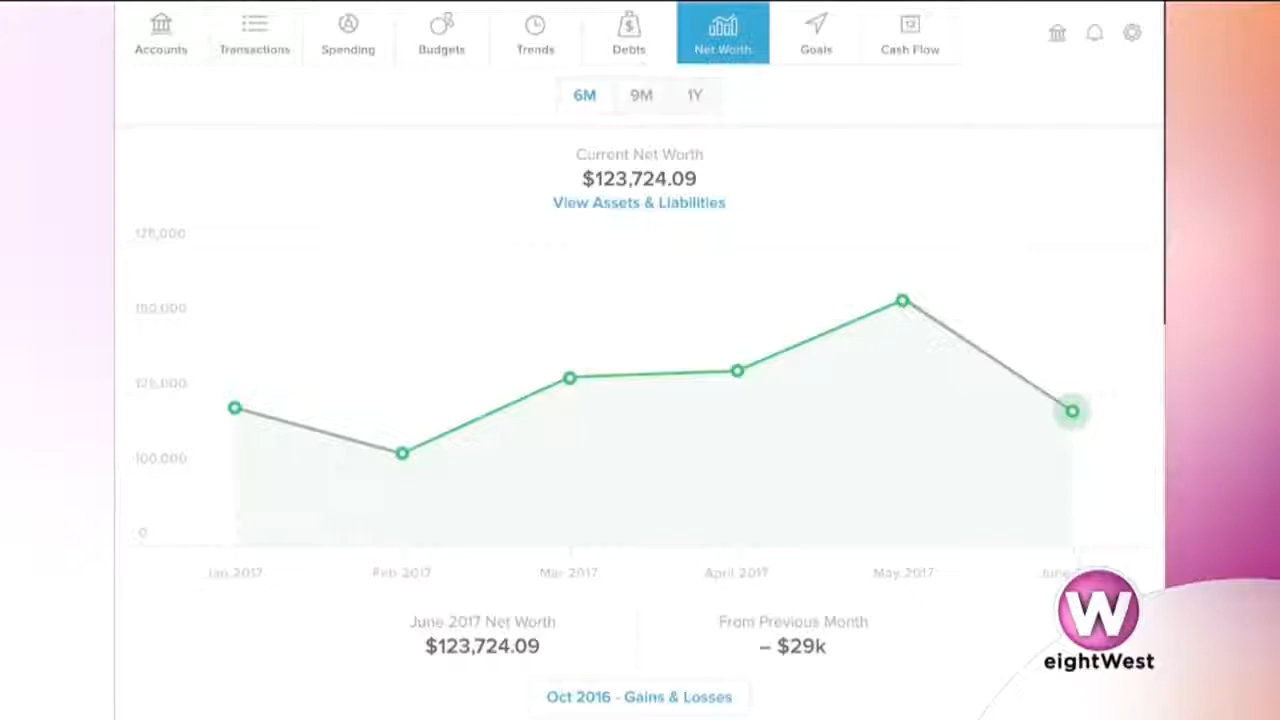 Accounts Transactions Spending Budgets Trends Debts Net Worth Goals Cash Flow
6M 9M 1Y
Current Net Worth
$123,724.09
View Assets & Liabilities
150,000
125,000
100,000
0
Jan 2017 Feb 2017 Mar 2017 April 2017 May 2017 June
June 2017 Net Worth From Previous Month
$123,724.09 – $29k
Oct 2016 - Gains & Losses
W
eightWest